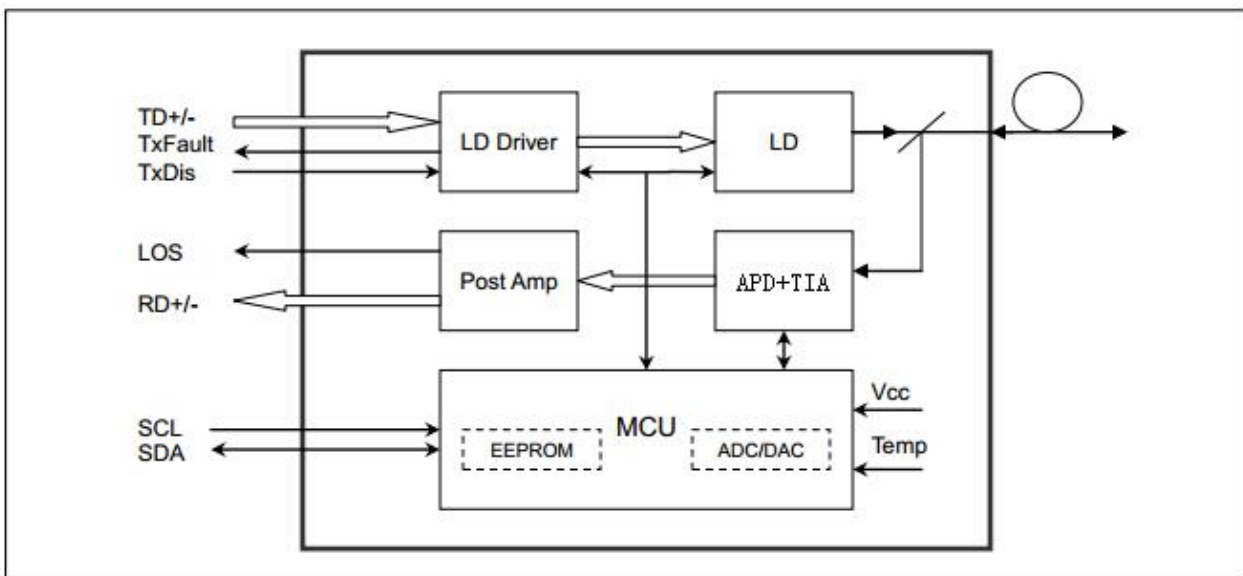 TD+/-
TxFault
TxDis
LD Driver
LD
LOS
RD+/-
Post Amp
APD+TIA
SCL
SDA
MCU
EEPROM
ADC/DAC
Vcc
Temp